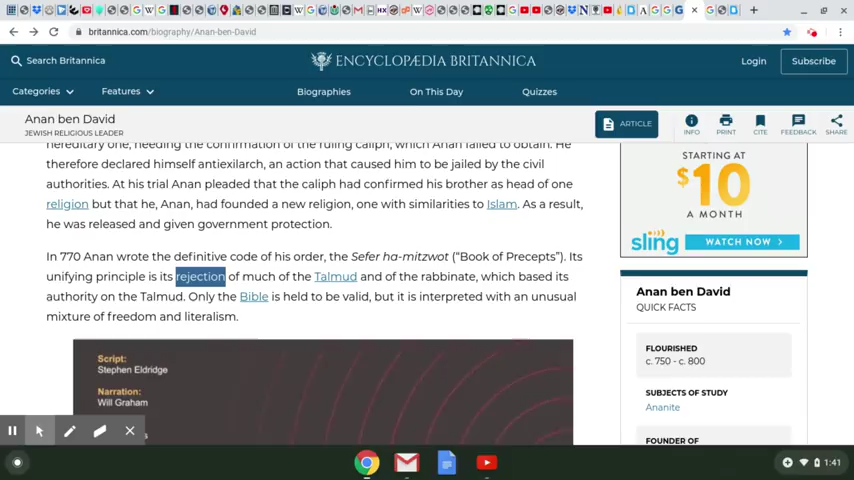 britannica.com/biography/Anan-ben-David
Search Britannica
ENCYCLOPÆDIA BRITANNICA
Login
Subscribe
Categories
Features
Biographies
On This Day
Quizzes
Anan ben David
JEWISH RELIGIOUS LEADER
ARTICLE
INFO
PRINT
CITE
FEEDBACK
SHARE
hereditary one, needing the confirmation of the ruling caliph, which Anan failed to obtain. He
therefore declared himself antiexilarch, an action that caused him to be jailed by the civil
authorities. At his trial Anan pleaded that the caliph had confirmed his brother as head of one
religion but that he, Anan, had founded a new religion, one with similarities to Islam. As a result,
he was released and given government protection.
In 770 Anan wrote the definitive code of his order, the Sefer ha-mitzwot (“Book of Precepts”). Its
unifying principle is its rejection of much of the Talmud and of the rabbinate, which based its
authority on the Talmud. Only the Bible is held to be valid, but it is interpreted with an unusual
mixture of freedom and literalism.
Script:
Stephen Eldridge
Narration:
Will Graham
STARTING AT
$10
A MONTH
sling
WATCH NOW
Anan ben David
QUICK FACTS
FLOURISHED
c. 750 - c. 800
SUBJECTS OF STUDY
Ananite
FOUNDER OF
1:41